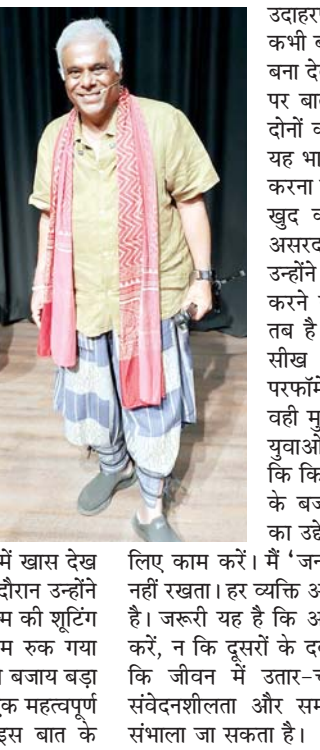 में खास देख
दौरान उन्होंने
म की शूटिंग
म रुक गया
बजाय बड़ा
क महत्वपूर्ण
इस बात के
उदाहर
कभी ब
बना दे
पर बा
दोनों व
यह भा
करना
खुद व
असरद
उन्होंने
करने
तब है
सीख
परफॉमे
वही मु
युवाओ
कि कि
के बज
का उद्दे
लिए काम करें। मैं ‘जन
नहीं रखता। हर व्यक्ति अ
है। जरूरी यह है कि अ
करें, न कि दूसरों के द
कि जीवन में उतार-च
संवेदनशीलता और सम
संभाला जा सकता है।